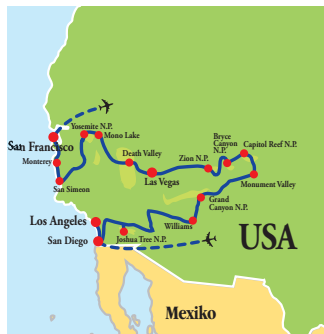 Yosemite N.P.
Mono Lake
San Francisco
Monterey
San Simeon
Death Valley
Las Vegas
Zion N.P.
Bryce
Canyon
N.P.
Capitol Reef N.P.
Monument Valley
Grand
Canyon N.P.
Williams
Los Angeles
San Diego
Joshua Tree N.P.
USA
Mexiko